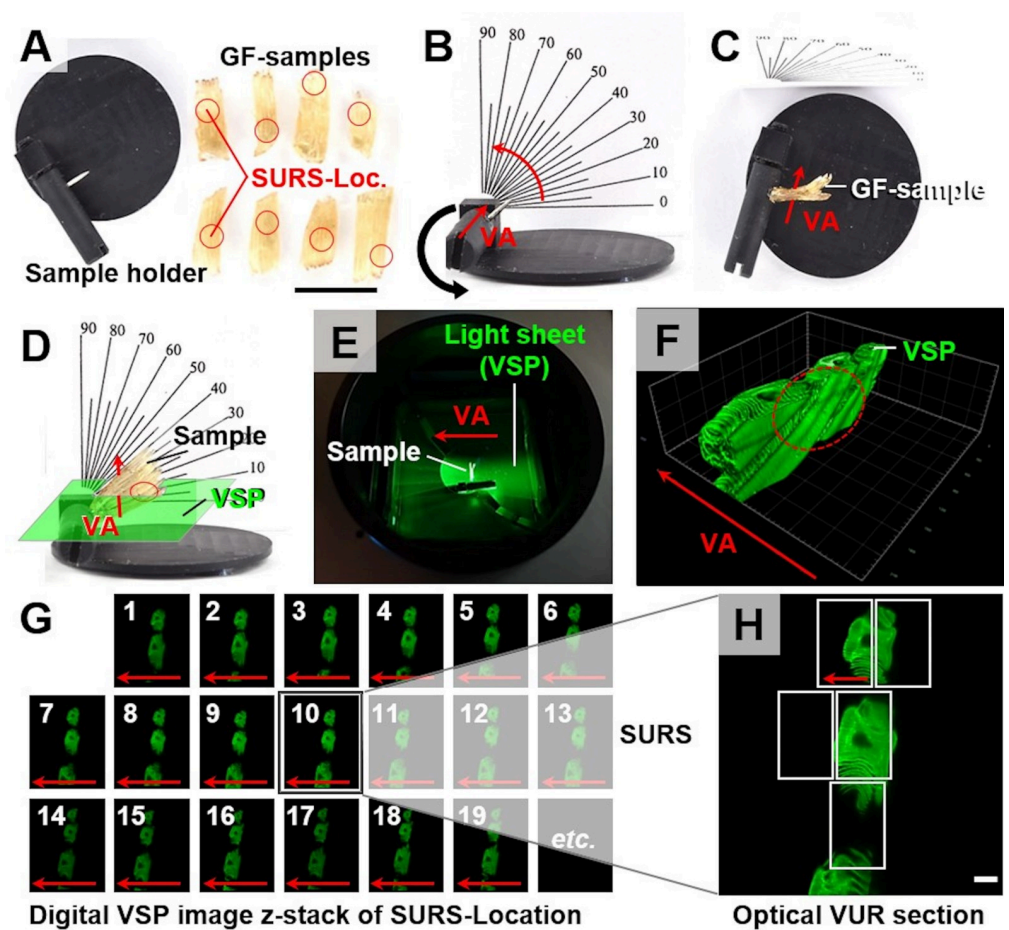 A
GF-samples
SURS-Loc.
Sample holder
B
90
80
70
60
50
40
30
20
10
0
VA
C
GF-sample
VA
D
90
80
70
60
50
40
30
10
Sample
VSP
VA
E
Light sheet
(VSP)
VA
Sample
F
VSP
VA
G
1 2 3 4 5 6
7 8 9 10 11 12 13
14 15 16 17 18 19 etc.
SURS
H
Digital VSP image z-stack of SURS-Location
Optical VUR section